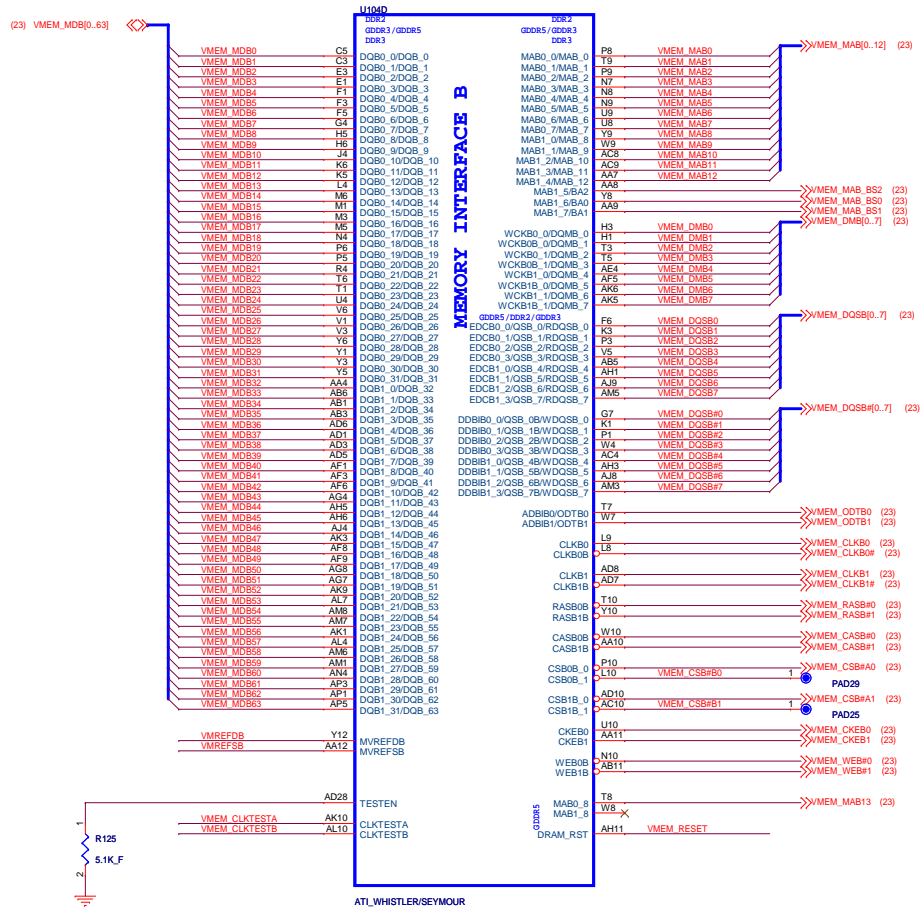 U104D
(23) VMEM_MDB[0..63]
DDR2
GDDR3/GDDR5
DDR3
DDR2
GDDR5/GDDR3
DDR3
MEMORY INTERFACE B
VMEM_MDB0 C5 DQB0_0/DQB_0
VMEM_MDB1 C3 DQB0_1/DQB_1
VMEM_MDB2 E3 DQB0_2/DQB_2
VMEM_MDB3 E1 DQB0_3/DQB_3
VMEM_MDB4 F1 DQB0_4/DQB_4
VMEM_MDB5 F3 DQB0_5/DQB_5
VMEM_MDB6 F5 DQB0_6/DQB_6
VMEM_MDB7 G4 DQB0_7/DQB_7
VMEM_MDB8 H5 DQB0_8/DQB_8
VMEM_MDB9 H6 DQB0_9/DQB_9
VMEM_MDB10 J4 DQB0_10/DQB_10
VMEM_MDB11 K6 DQB0_11/DQB_11
VMEM_MDB12 K5 DQB0_12/DQB_12
VMEM_MDB13 L4 DQB0_13/DQB_13
VMEM_MDB14 M6 DQB0_14/DQB_14
VMEM_MDB15 M1 DQB0_15/DQB_15
VMEM_MDB16 M3 DQB0_16/DQB_16
VMEM_MDB17 M5 DQB0_17/DQB_17
VMEM_MDB18 N4 DQB0_18/DQB_18
VMEM_MDB19 P6 DQB0_19/DQB_19
VMEM_MDB20 P5 DQB0_20/DQB_20
VMEM_MDB21 R4 DQB0_21/DQB_21
VMEM_MDB22 T6 DQB0_22/DQB_22
VMEM_MDB23 T1 DQB0_23/DQB_23
VMEM_MDB24 U4 DQB0_24/DQB_24
VMEM_MDB25 V6 DQB0_25/DQB_25
VMEM_MDB26 V1 DQB0_26/DQB_26
VMEM_MDB27 V3 DQB0_27/DQB_27
VMEM_MDB28 Y6 DQB0_28/DQB_28
VMEM_MDB29 Y1 DQB0_29/DQB_29
VMEM_MDB30 Y3 DQB0_30/DQB_30
VMEM_MDB31 Y5 DQB0_31/DQB_31
VMEM_MDB32 AA4 DQB1_0/DQB_32
VMEM_MDB33 AB6 DQB1_1/DQB_33
VMEM_MDB34 AB1 DQB1_2/DQB_34
VMEM_MDB35 AB3 DQB1_3/DQB_35
VMEM_MDB36 AD6 DQB1_4/DQB_36
VMEM_MDB37 AD1 DQB1_5/DQB_37
VMEM_MDB38 AD3 DQB1_6/DQB_38
VMEM_MDB39 AD5 DQB1_7/DQB_39
VMEM_MDB40 AF1 DQB1_8/DQB_40
VMEM_MDB41 AF3 DQB1_9/DQB_41
VMEM_MDB42 AF6 DQB1_10/DQB_42
VMEM_MDB43 AG4 DQB1_11/DQB_43
VMEM_MDB44 AH5 DQB1_12/DQB_44
VMEM_MDB45 AH6 DQB1_13/DQB_45
VMEM_MDB46 AJ4 DQB1_14/DQB_46
VMEM_MDB47 AK3 DQB1_15/DQB_47
VMEM_MDB48 AF8 DQB1_16/DQB_48
VMEM_MDB49 AF9 DQB1_17/DQB_49
VMEM_MDB50 AG8 DQB1_18/DQB_50
VMEM_MDB51 AG7 DQB1_19/DQB_51
VMEM_MDB52 AK9 DQB1_20/DQB_52
VMEM_MDB53 AL7 DQB1_21/DQB_53
VMEM_MDB54 AM8 DQB1_22/DQB_54
VMEM_MDB55 AM7 DQB1_23/DQB_55
VMEM_MDB56 AK1 DQB1_24/DQB_56
VMEM_MDB57 AL4 DQB1_25/DQB_57
VMEM_MDB58 AM6 DQB1_26/DQB_58
VMEM_MDB59 AM1 DQB1_27/DQB_59
VMEM_MDB60 AN4 DQB1_28/DQB_60
VMEM_MDB61 AP3 DQB1_29/DQB_61
VMEM_MDB62 AP1 DQB1_30/DQB_62
VMEM_MDB63 AP5 DQB1_31/DQB_63
VMREFDB Y12 MVREFDB
VMREFSB AA12 MVREFSB
AD28 TESTEN
VMEM_CLKTESTA AK10 CLKTESTA
VMEM_CLKTESTB AL10 CLKTESTB
1
R125
5.1K_F
2
MAB0_0/MAB_0 P8 VMEM_MAB0 VMEM_MAB[0..12] (23)
MAB0_1/MAB_1 T9 VMEM_MAB1
MAB0_2/MAB_2 P9 VMEM_MAB2
MAB0_3/MAB_3 N7 VMEM_MAB3
MAB0_4/MAB_4 N8 VMEM_MAB4
MAB0_5/MAB_5 N9 VMEM_MAB5
MAB0_6/MAB_6 U9 VMEM_MAB6
MAB0_7/MAB_7 U8 VMEM_MAB7
MAB1_0/MAB_8 Y9 VMEM_MAB8
MAB1_1/MAB_9 W9 VMEM_MAB9
MAB1_2/MAB_10 AC8 VMEM_MAB10
MAB1_3/MAB_11 AC9 VMEM_MAB11
MAB1_4/MAB_12 AA7 VMEM_MAB12
MAB1_5/BA2 AA8 VMEM_MAB_BS2 (23)
MAB1_6/BA0 Y8 VMEM_MAB_BS0 (23)
MAB1_7/BA1 AA9 VMEM_MAB_BS1 (23)
VMEM_DMB[0..7] (23)
WCKB0_0/DQMB_0 H3 VMEM_DMB0
WCKB0B_0/DQMB_1 H1 VMEM_DMB1
WCKB0_1/DQMB_2 T3 VMEM_DMB2
WCKB0B_1/DQMB_3 T5 VMEM_DMB3
WCKB1_0/DQMB_4 AE4 VMEM_DMB4
WCKB1B_0/DQMB_5 AF5 VMEM_DMB5
WCKB1_1/DQMB_6 AK6 VMEM_DMB6
WCKB1B_1/DQMB_7 AK5 VMEM_DMB7
GDDR5/DDR2/GDDR3
VMEM_DQSB[0..7] (23)
EDCB0_0/QSB_0/RDQSB_0 F6 VMEM_DQSB0
EDCB0_1/QSB_1/RDQSB_1 K3 VMEM_DQSB1
EDCB0_2/QSB_2/RDQSB_2 P3 VMEM_DQSB2
EDCB0_3/QSB_3/RDQSB_3 V5 VMEM_DQSB3
EDCB1_0/QSB_4/RDQSB_4 AB5 VMEM_DQSB4
EDCB1_1/QSB_5/RDQSB_5 AH1 VMEM_DQSB5
EDCB1_2/QSB_6/RDQSB_6 AJ9 VMEM_DQSB6
EDCB1_3/QSB_7/RDQSB_7 AM5 VMEM_DQSB7
VMEM_DQSB#[0..7] (23)
DDBIB0_0/QSB_0B/WDQSB_0 G7 VMEM_DQSB#0
DDBIB0_1/QSB_1B/WDQSB_1 K1 VMEM_DQSB#1
DDBIB0_2/QSB_2B/WDQSB_2 P1 VMEM_DQSB#2
DDBIB0_3/QSB_3B/WDQSB_3 W4 VMEM_DQSB#3
DDBIB1_0/QSB_4B/WDQSB_4 AC4 VMEM_DQSB#4
DDBIB1_1/QSB_5B/WDQSB_5 AH3 VMEM_DQSB#5
DDBIB1_2/QSB_6B/WDQSB_6 AJ8 VMEM_DQSB#6
DDBIB1_3/QSB_7B/WDQSB_7 AM3 VMEM_DQSB#7
ADBIB0/ODTB0 T7 VMEM_ODTB0 (23)
ADBIB1/ODTB1 W7 VMEM_ODTB1 (23)
CLKB0 L9 VMEM_CLKB0 (23)
CLKB0B L8 VMEM_CLKB0# (23)
CLKB1 AD8 VMEM_CLKB1 (23)
CLKB1B AD7 VMEM_CLKB1# (23)
RASB0B T10 VMEM_RASB#0 (23)
RASB1B Y10 VMEM_RASB#1 (23)
CASB0B W10 VMEM_CASB#0 (23)
CASB1B AA10 VMEM_CASB#1 (23)
CSB0B_0 P10 VMEM_CSB#A0 (23)
CSB0B_1 L10 VMEM_CSB#B0 1
PAD29
CSB1B_0 AD10 VMEM_CSB#A1 (23)
CSB1B_1 AC10 VMEM_CSB#B1 1
PAD25
CKEB0 U10 VMEM_CKEB0 (23)
CKEB1 AA11 VMEM_CKEB1 (23)
WEB0B N10 VMEM_WEB#0 (23)
WEB1B AB11 VMEM_WEB#1 (23)
GDDR5
MAB0_8 T8 VMEM_MAB13 (23)
MAB1_8 W8
DRAM_RST AH11 VMEM_RESET
ATI_WHISTLER/SEYMOUR